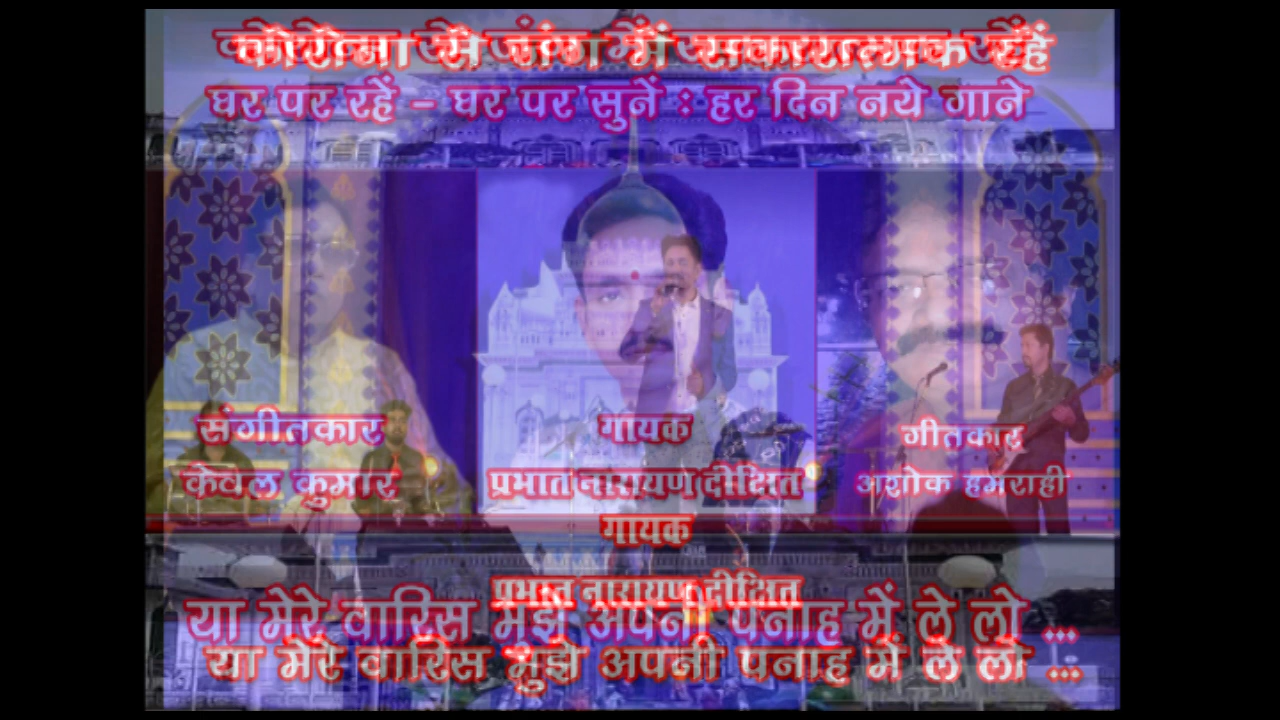 कोरोना से जंग में सकारात्मक रहें
घर पर रहें - घर पर सुनें : हर दिन नये गाने
संगीतकार गायक गीतकार
केवल कुमार प्रभात नारायण दीक्षित अशोक हमराही
गायक
प्रभात नारायण दीक्षित
या मेरे वारिस मुझे अपनी पनाह में ले लो ...
या मेरे वारिस मुझे अपनी पनाह में ले लो ...